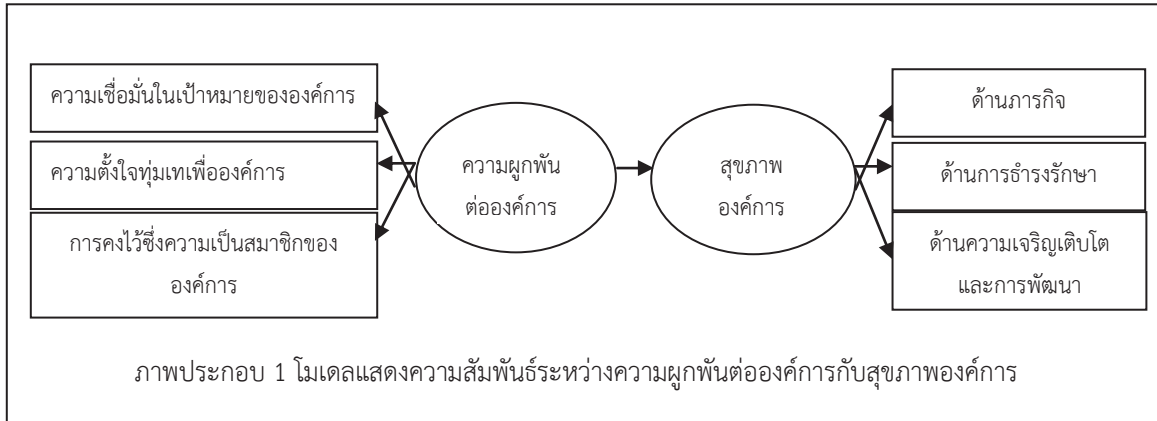 ความเชื่อมั่นในเป้าหมายขององค์การ
ความตั้งใจทุ่มเทเพื่อองค์การ
การคงไว้ซึ่งความเป็นสมาชิกของ
องค์การ
ความผูกพัน
ต่อองค์การ
สุขภาพ
องค์การ
ด้านภารกิจ
ด้านการธำรงรักษา
ด้านความเจริญเติบโต
และการพัฒนา
ภาพประกอบ 1 โมเดลแสดงความสัมพันธ์ระหว่างความผูกพันต่อองค์การกับสุขภาพองค์การ